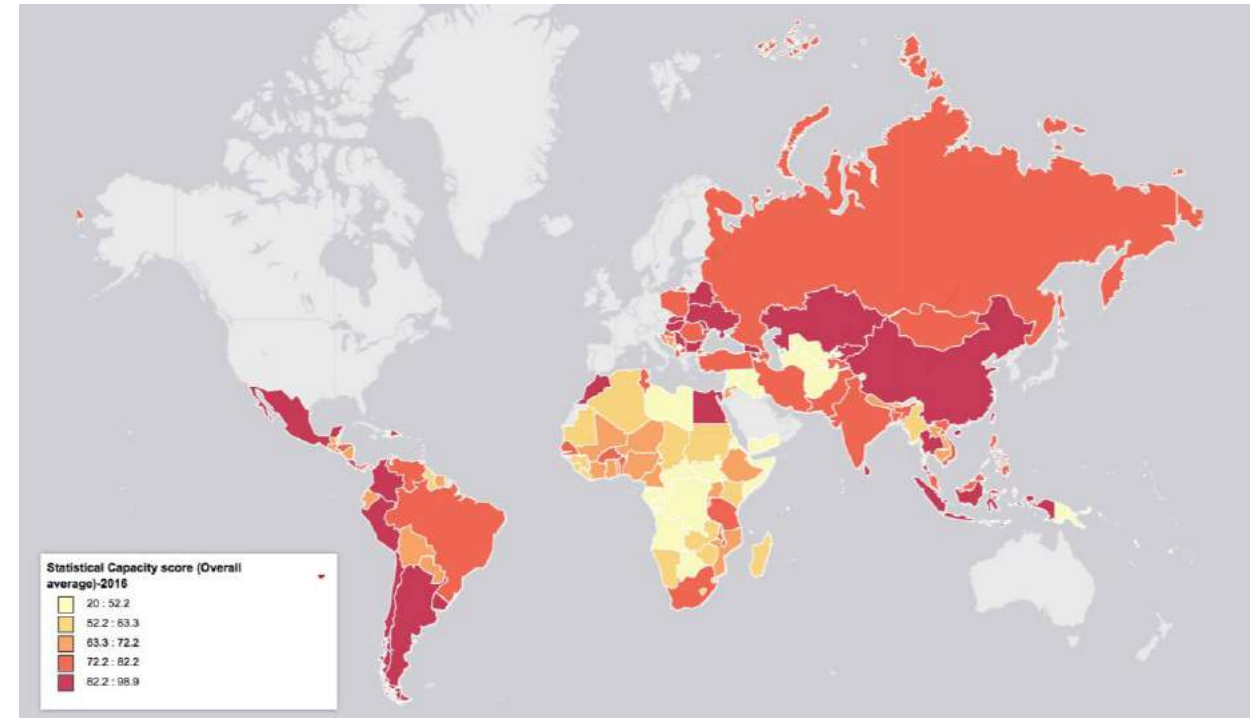 Statistical Capacity score (Overall
average)-2016
20 : 52.2
52.2 : 63.3
63.3 : 72.2
72.2 : 82.2
82.2 : 98.9